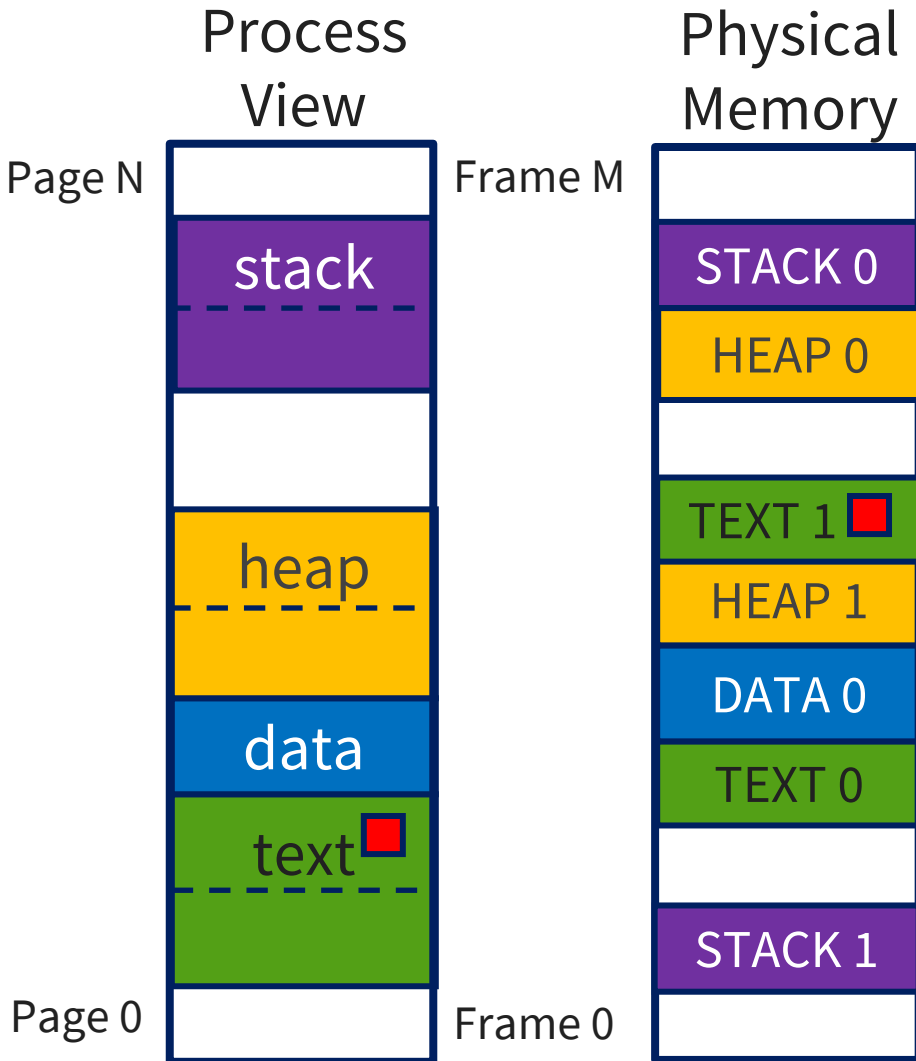 Process
View
Page N
stack
heap
data
text
Page 0
Physical
Memory
Frame M
STACK 0
HEAP 0
TEXT 1
HEAP 1
DATA 0
TEXT 0
STACK 1
Frame 0